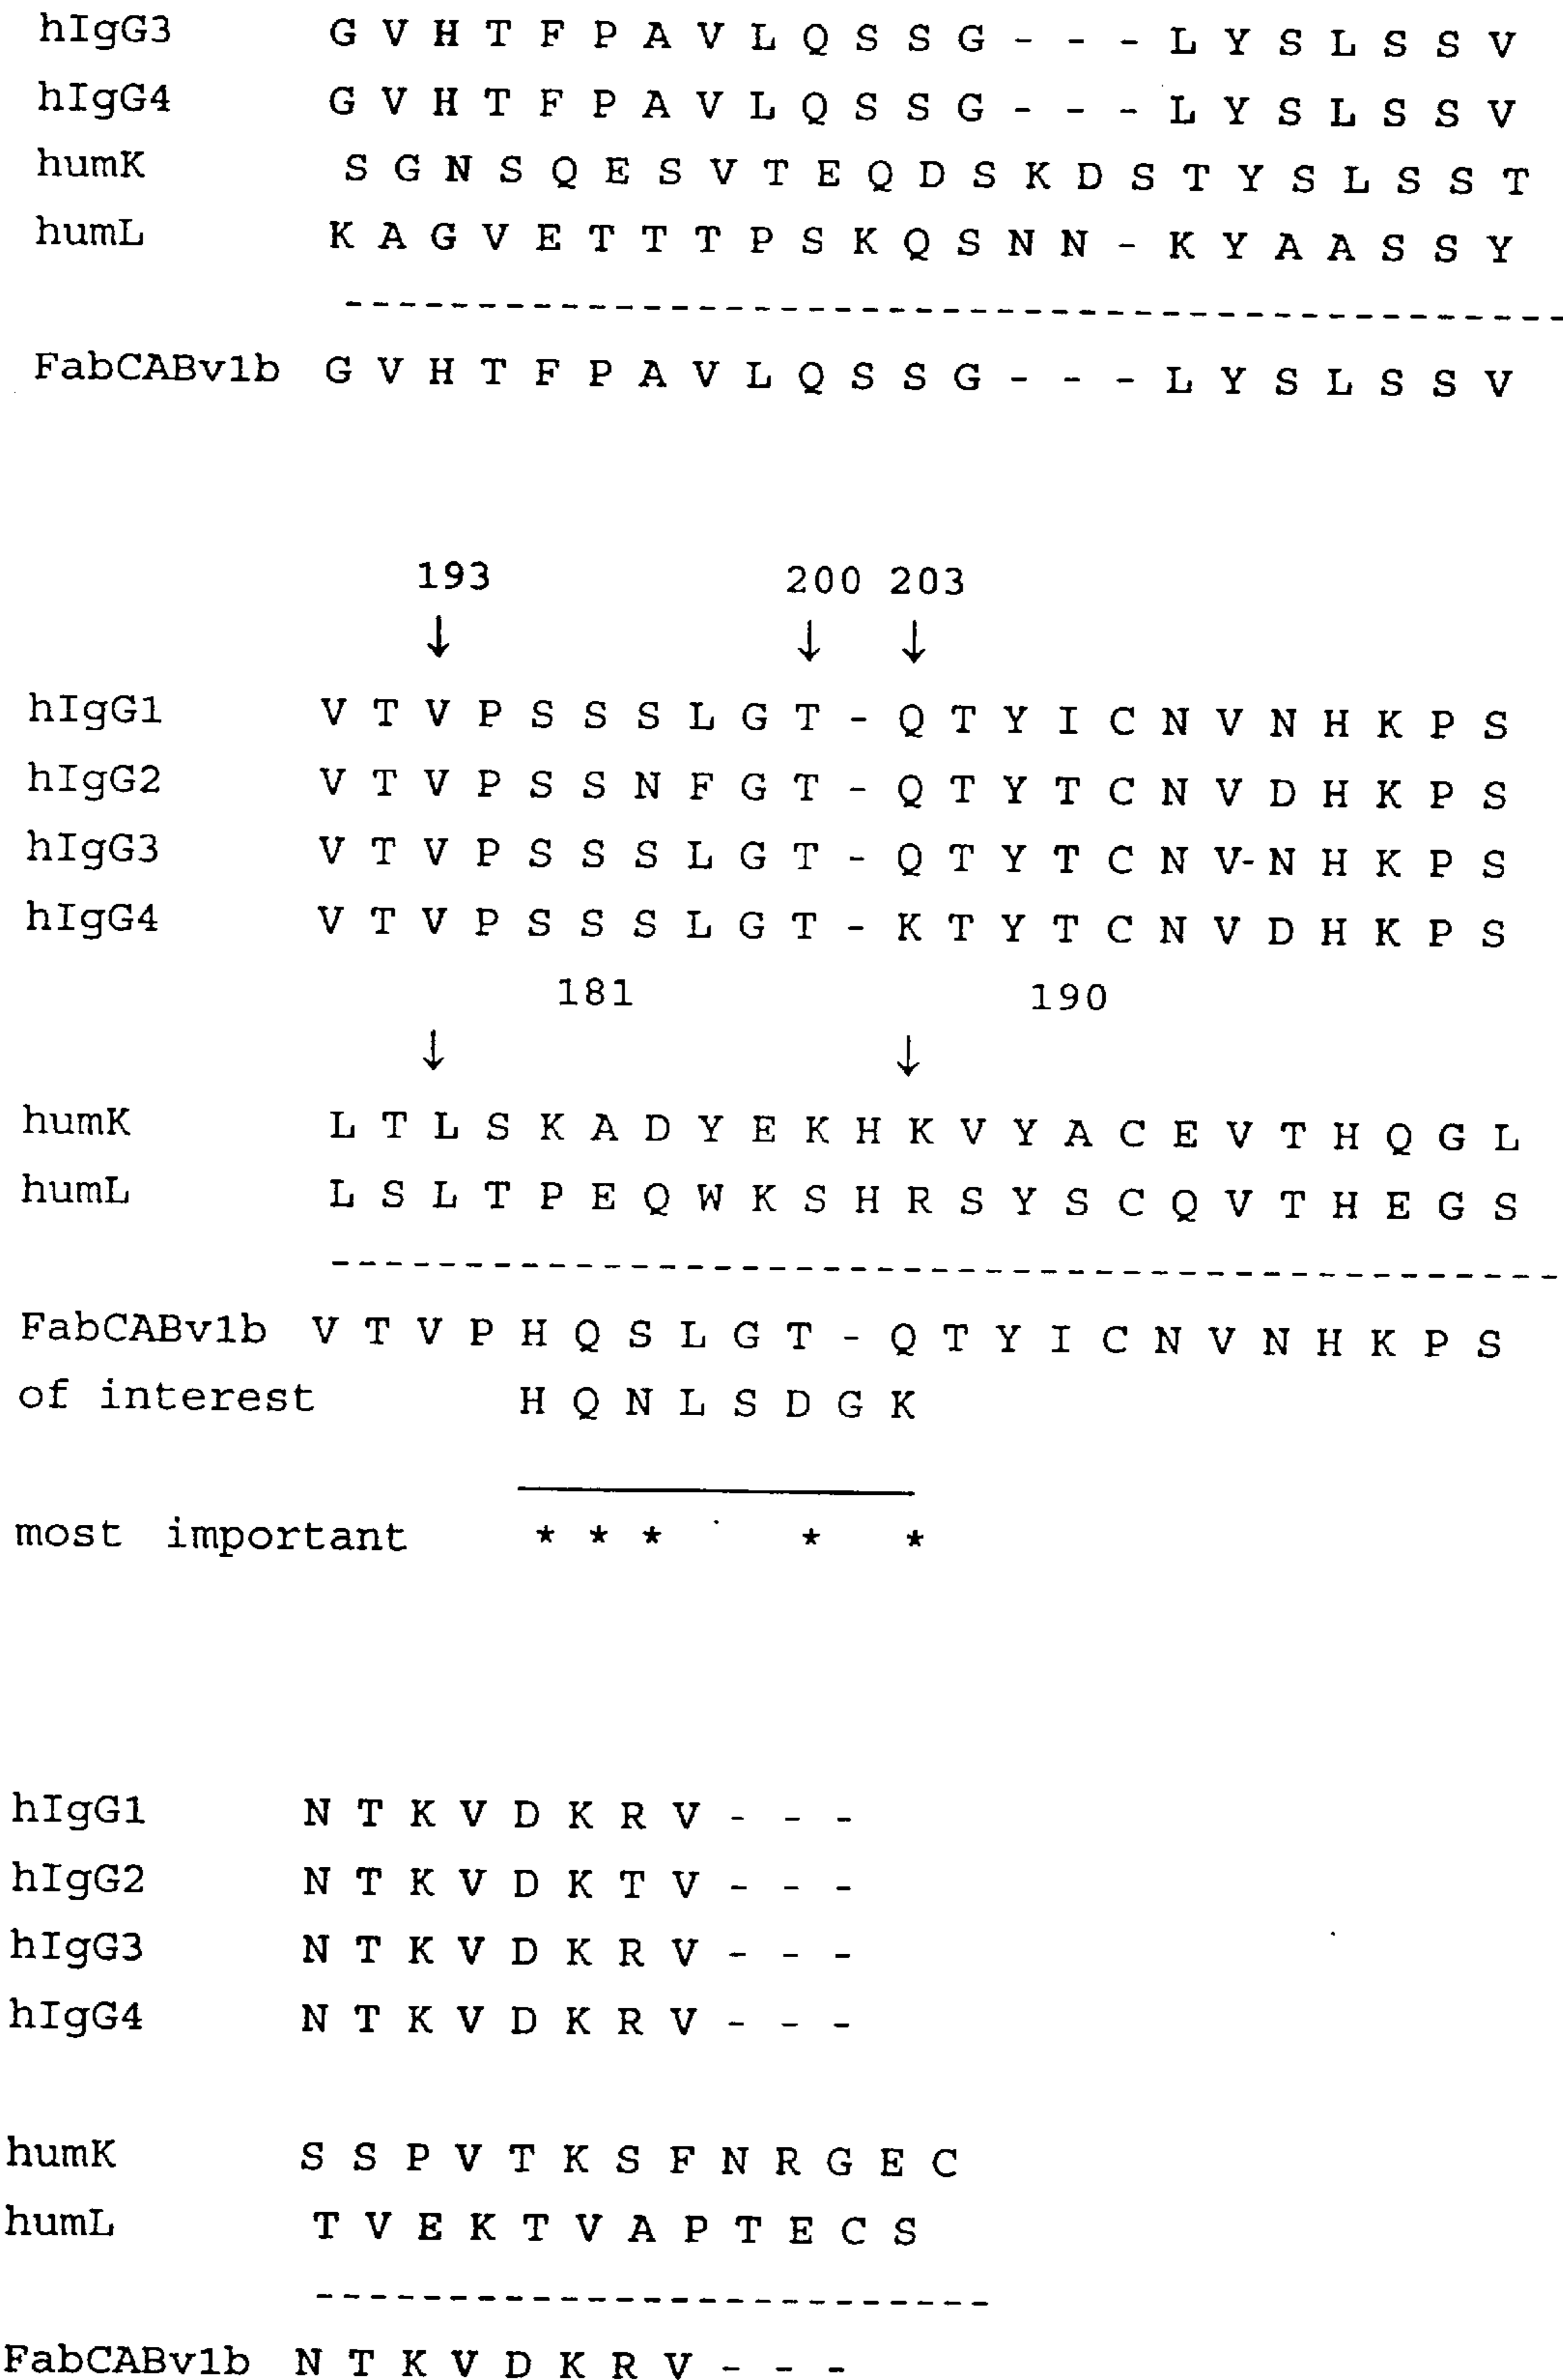 hIgG3 G V H T F P A V L Q S S G - - - L Y S L S S V
hIgG4 G V H T F P A V L Q S S G - - - L Y S L S S V
humK S G N S Q E S V T E Q D S K D S T Y S L S S T
humL K A G V E T T T P S K Q S N N - K Y A A S S Y
----------------------------------------------
FabCABv1b G V H T F P A V L Q S S G - - - L Y S L S S V
193 200 203
↓ ↓ ↓
hIgG1 V T V P S S S L G T - Q T Y I C N V N H K P S
hIgG2 V T V P S S N F G T - Q T Y T C N V D H K P S
hIgG3 V T V P S S S L G T - Q T Y T C N V-N H K P S
hIgG4 V T V P S S S L G T - K T Y T C N V D H K P S
181 190
↓ ↓
humK L T L S K A D Y E K H K V Y A C E V T H Q G L
humL L S L T P E Q W K S H R S Y S C Q V T H E G S
----------------------------------------------
FabCABv1b V T V P H Q S L G T - Q T Y I C N V N H K P S
of interest H Q N L S D G K
most important * * * * *
hIgG1 N T K V D K R V - - -
hIgG2 N T K V D K T V - - -
hIgG3 N T K V D K R V - - -
hIgG4 N T K V D K R V - - -
humK S S P V T K S F N R G E C
humL T V E K T V A P T E C S
-------------------------
FabCABv1b N T K V D K R V - - -